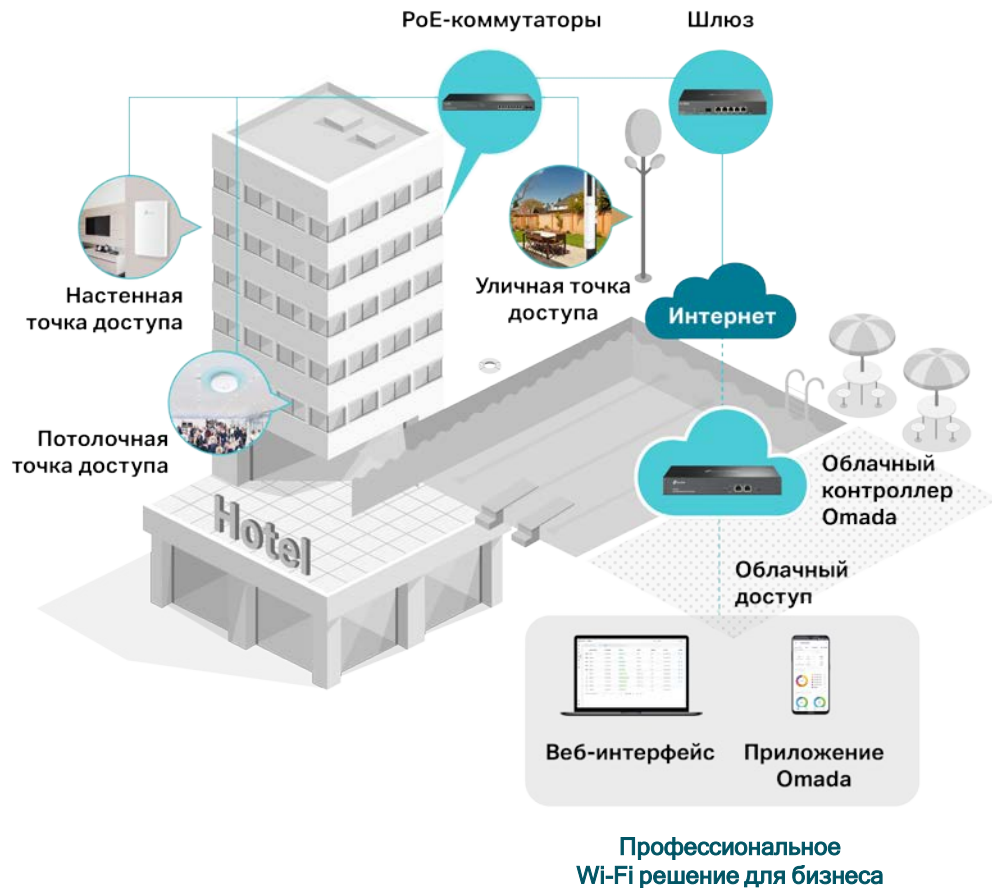 PoE-коммутаторы
Шлюз
Настенная
точка доступа
Уличная точка
доступа
Интернет
Потолочная
точка доступа
Облачный
контроллер
Omada
Hotel
Облачный
доступ
Веб-интерфейс
Приложение
Omada
Профессиональное
Wi-Fi решение для бизнеса